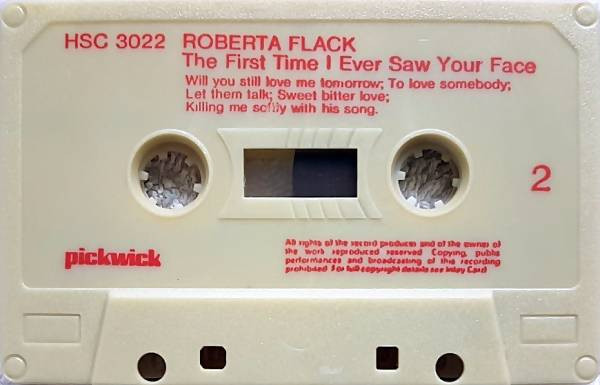 HSC 3022 ROBERTA FLACK
The First Time I Ever Saw Your Face
Will you still love me tomorrow; To love somebody;
Let them talk; Sweet bitter love;
Killing me softly with his song.
2
pickwick
All rights of the record producer and of the owner of
the work reproduced reserved Copying, public
performances and broadcasting of this recording
prohibited For full copyright details see Inlay Card